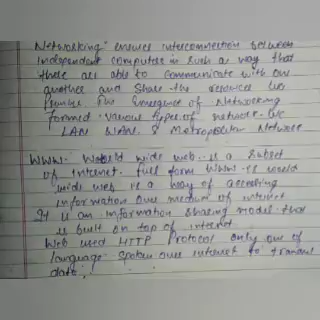 Networking" ensures interconnection between
independent computers in such a way that
there are able to communicate with one
another and share the resources
The emergence of Networking
formed. Various types of network are
LAN WAN & Metropolitan Network
WWW. World wide web. is a subset
of internet. full form WWW. is world
wide web is a way of accessing
information over medium of internet
It is an information sharing model that
is built on top of internet
Web used HTTP Protocol only one of
language spoken over internet to transmit
data,